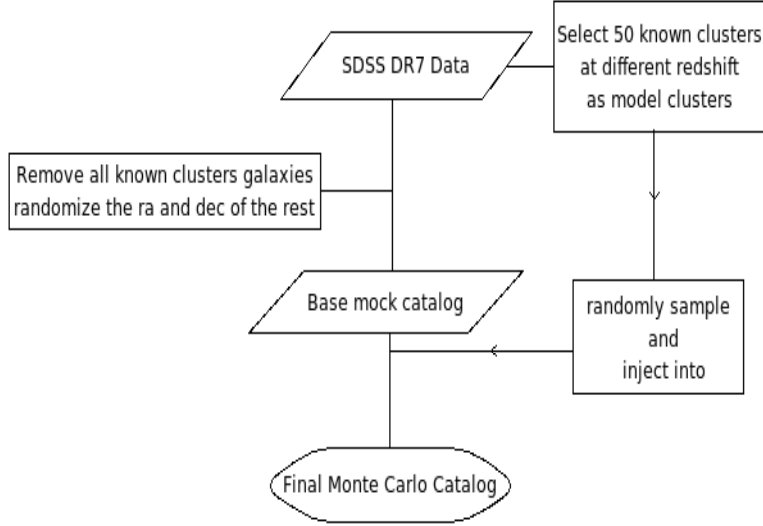 SDSS DR7 Data
Select 50 known clusters
at different redshift
as model clusters
Remove all known clusters galaxies
randomize the ra and dec of the rest
Base mock catalog
randomly sample
and
inject into
Final Monte Carlo Catalog